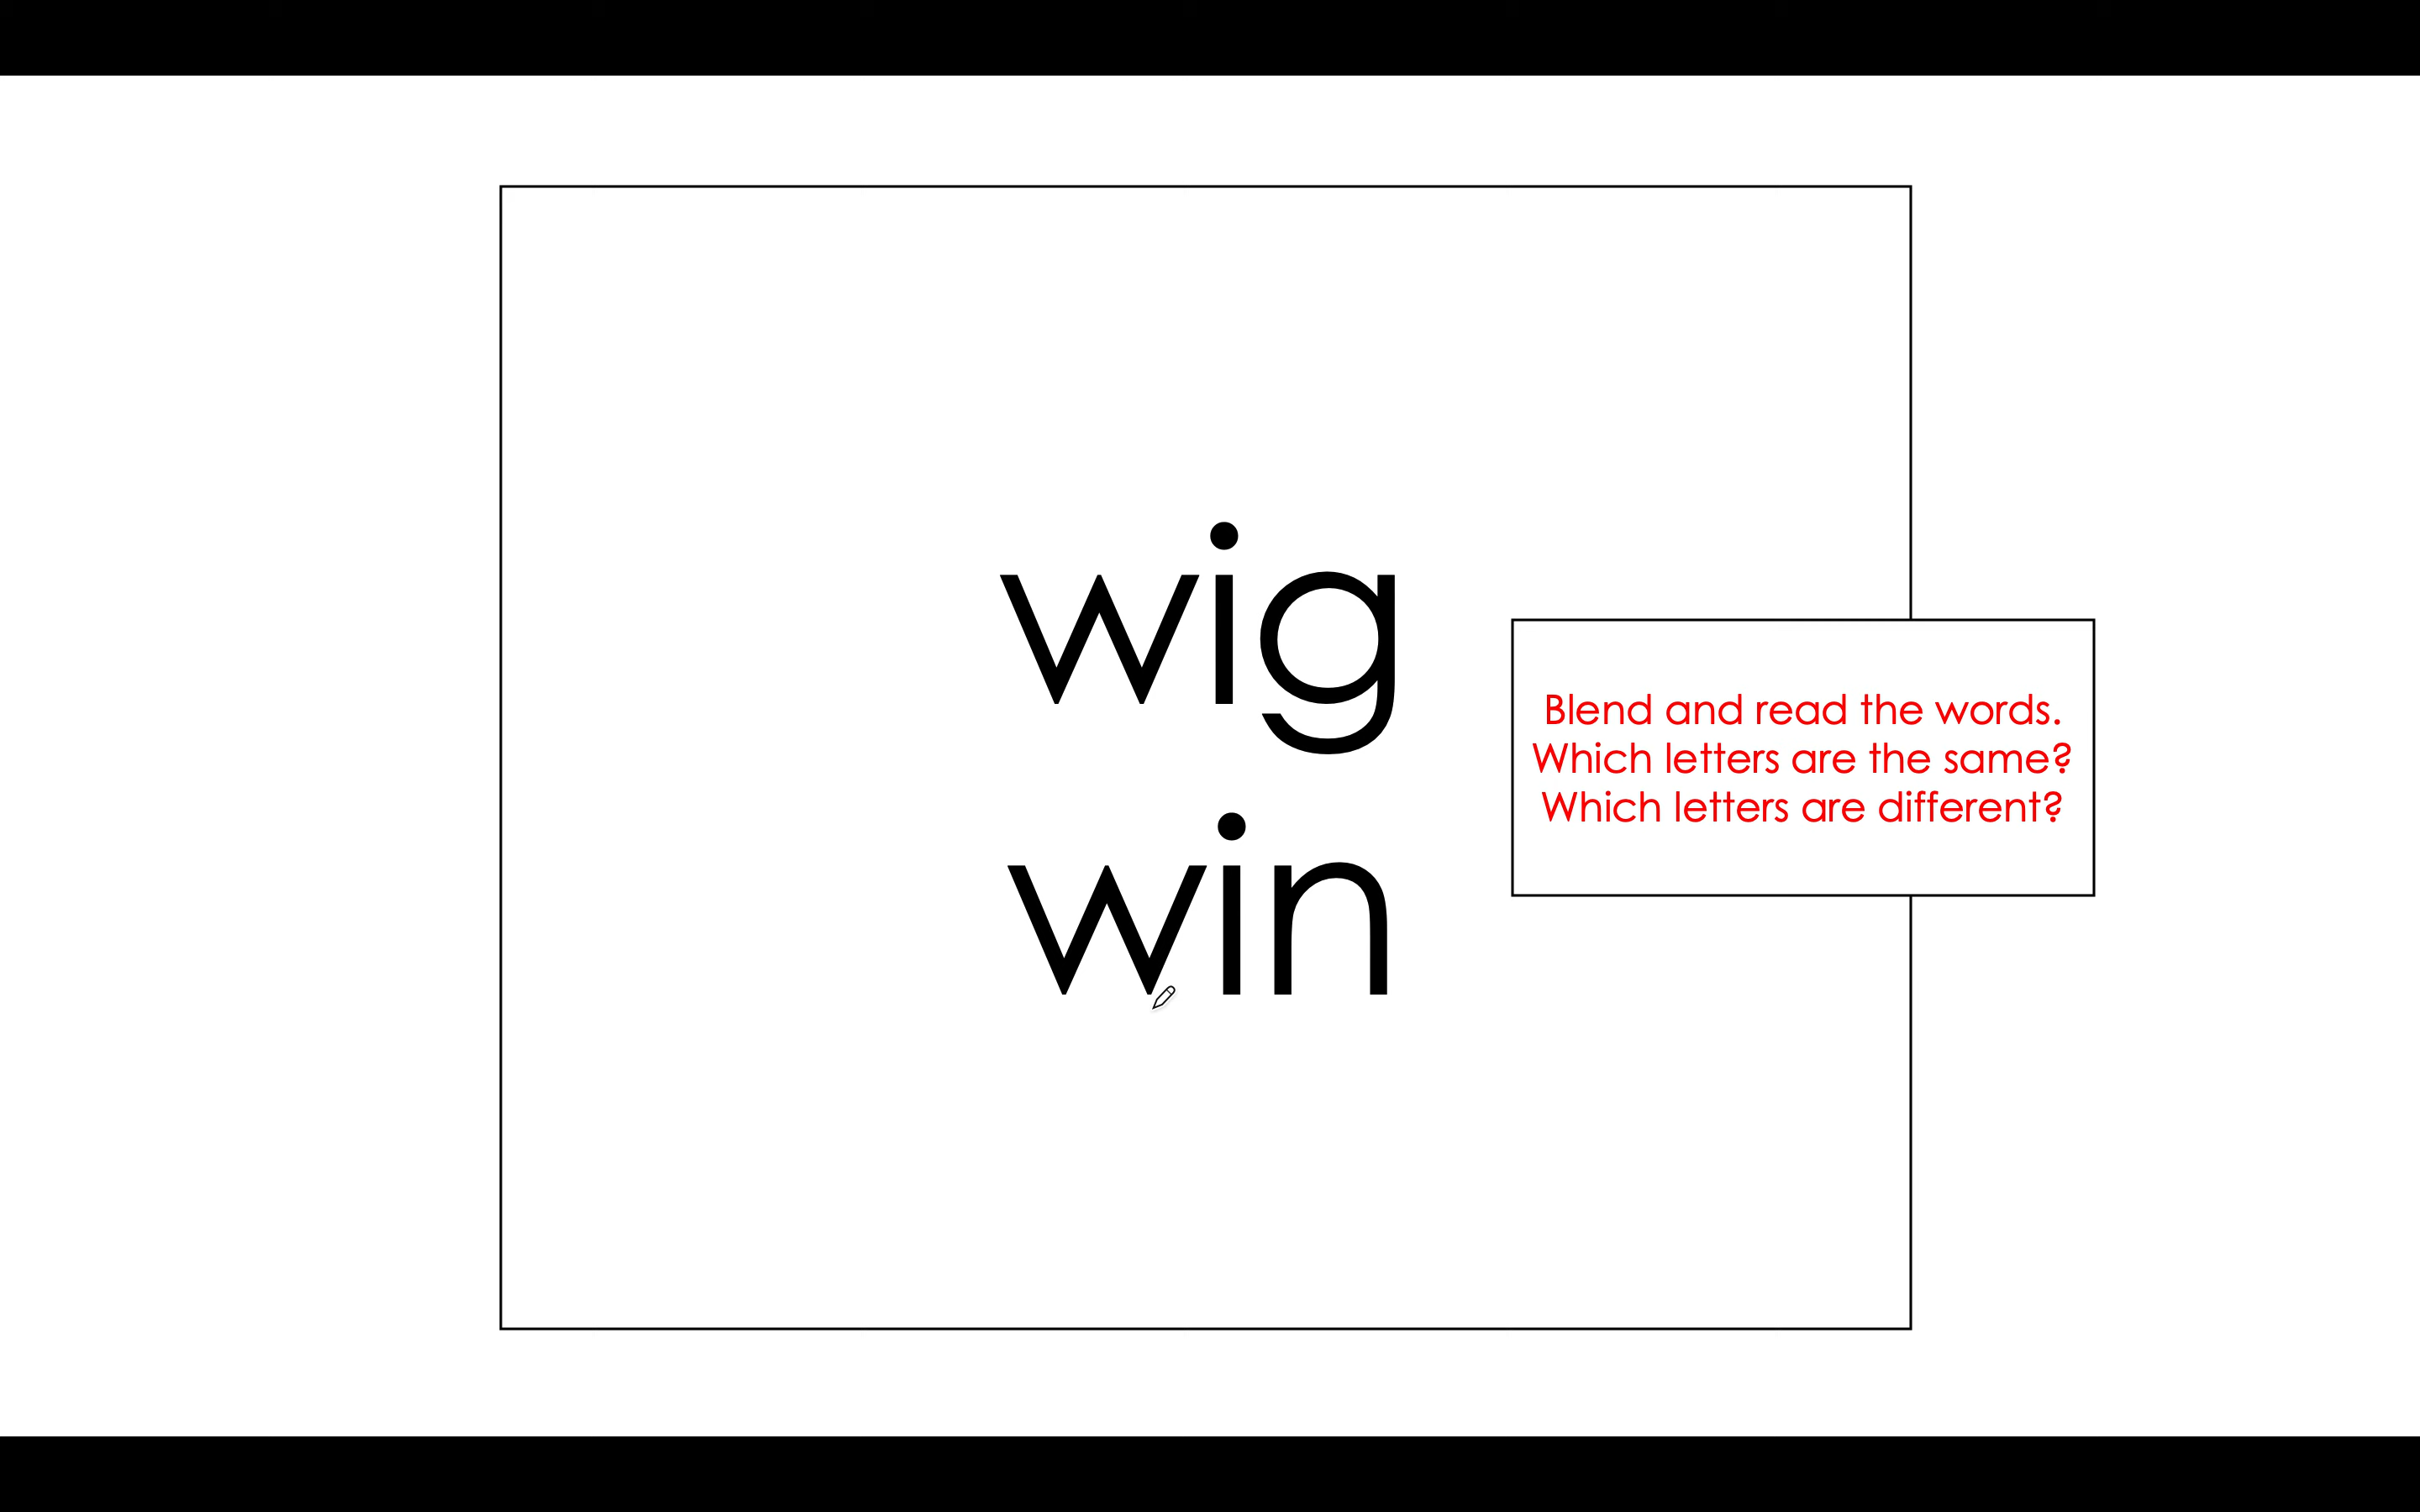 wig
win
Blend and read the words.
Which letters are the same?
Which letters are different?